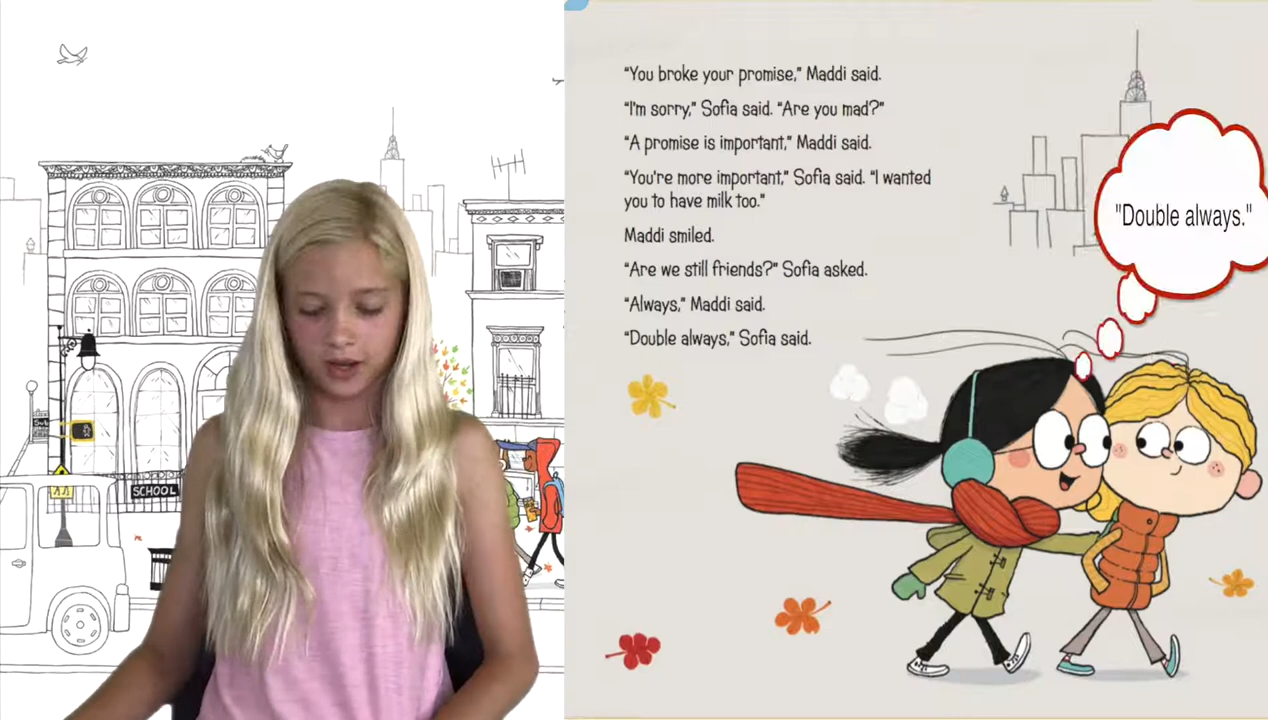 "You broke your promise," Maddi said.
"I'm sorry," Sofia said. "Are you mad?"
"A promise is important," Maddi said.
"You're more important," Sofia said. "I wanted
you to have milk too."
Maddi smiled.
"Are we still friends?" Sofia asked.
"Always," Maddi said.
"Double always," Sofia said.
"Double always."
SCHOOL